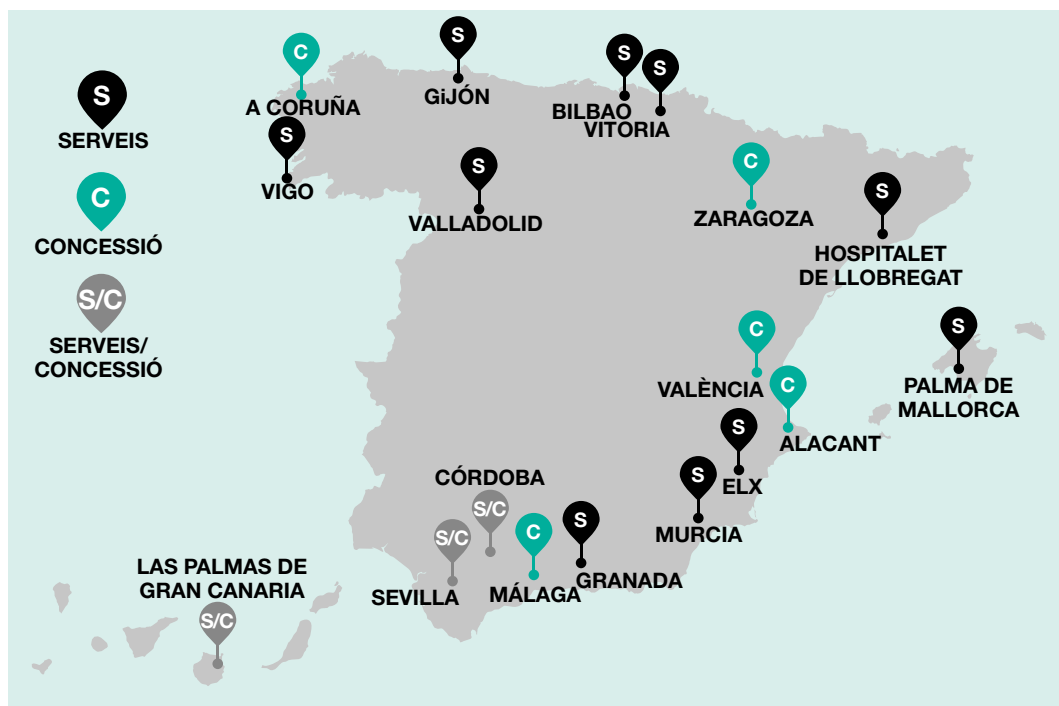 S
SERVEIS
C
CONCESSIÓ
S/C
SERVEIS/
CONCESSIÓ
C
A CORUÑA
S
GiJÓN
S
BILBAO
S
VITORIA
S
VIGO
S
VALLADOLID
C
ZARAGOZA
S
HOSPITALET
DE LLOBREGAT
C
VALÈNCIA
C
ALACANT
S
PALMA DE
MALLORCA
S
ELX
S
MURCIA
CÓRDOBA
S/C
S/C
SEVILLA
C
MÁLAGA
S
GRANADA
LAS PALMAS DE
GRAN CANARIA
S/C